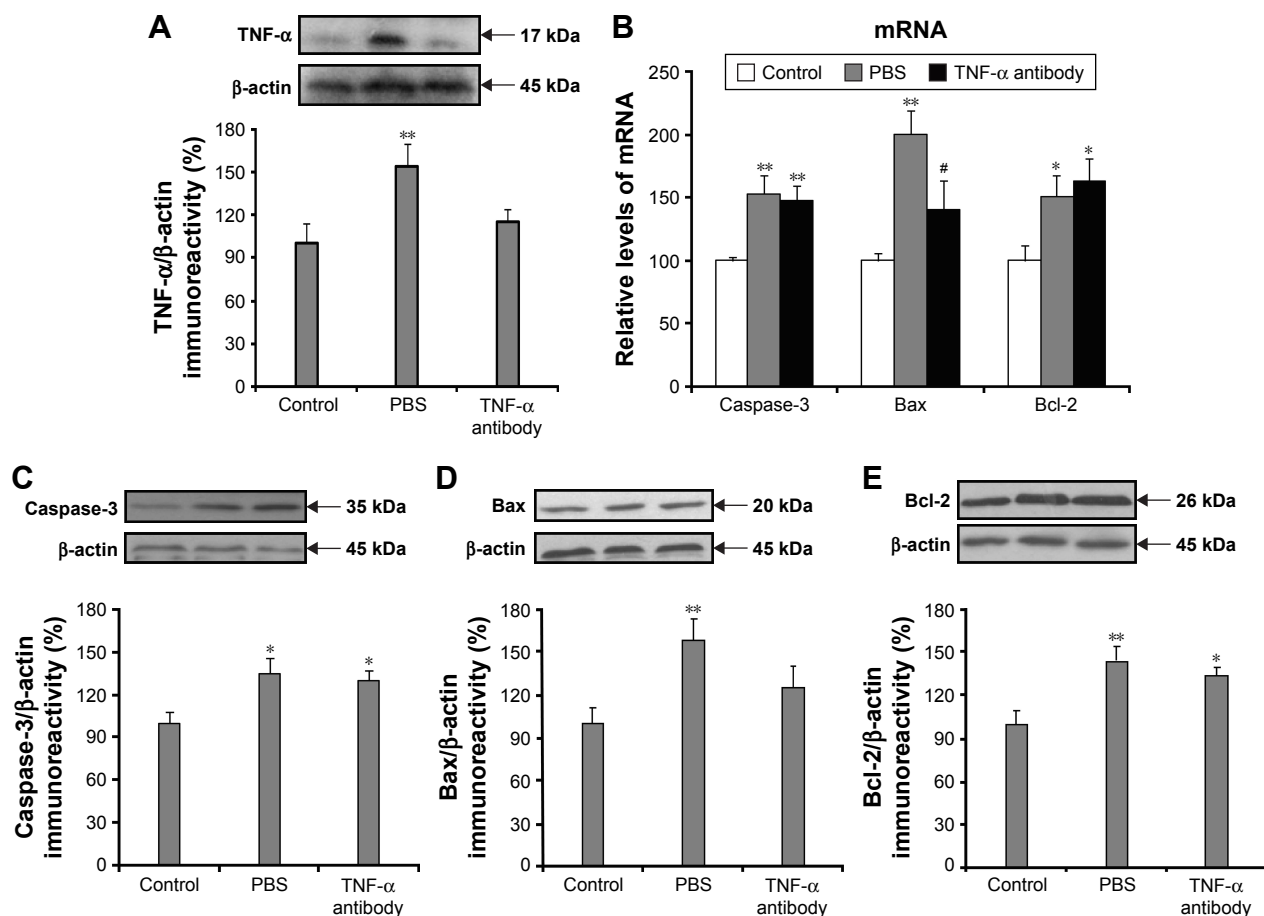 A
TNF-α
17 kDa
β-actin
45 kDa
TNF-α/β-actin
immunoreactivity (%)
180
150
120
90
60
30
0
**
Control
PBS
TNF-α
antibody
B
mRNA
Control
PBS
TNF-α antibody
Relative levels of mRNA
250
200
150
100
50
0
**
**
**
#
*
*
Caspase-3
Bax
Bcl-2
C
Caspase-3
35 kDa
β-actin
45 kDa
Caspase-3/β-actin
immunoreactivity (%)
180
150
120
90
60
30
0
*
*
Control
PBS
TNF-α
antibody
D
Bax
20 kDa
β-actin
45 kDa
Bax/β-actin
immunoreactivity (%)
180
150
120
90
60
30
0
**
Control
PBS
TNF-α
antibody
E
Bcl-2
26 kDa
β-actin
45 kDa
Bcl-2/β-actin
immunoreactivity (%)
180
150
120
90
60
30
0
**
*
Control
PBS
TNF-α
antibody